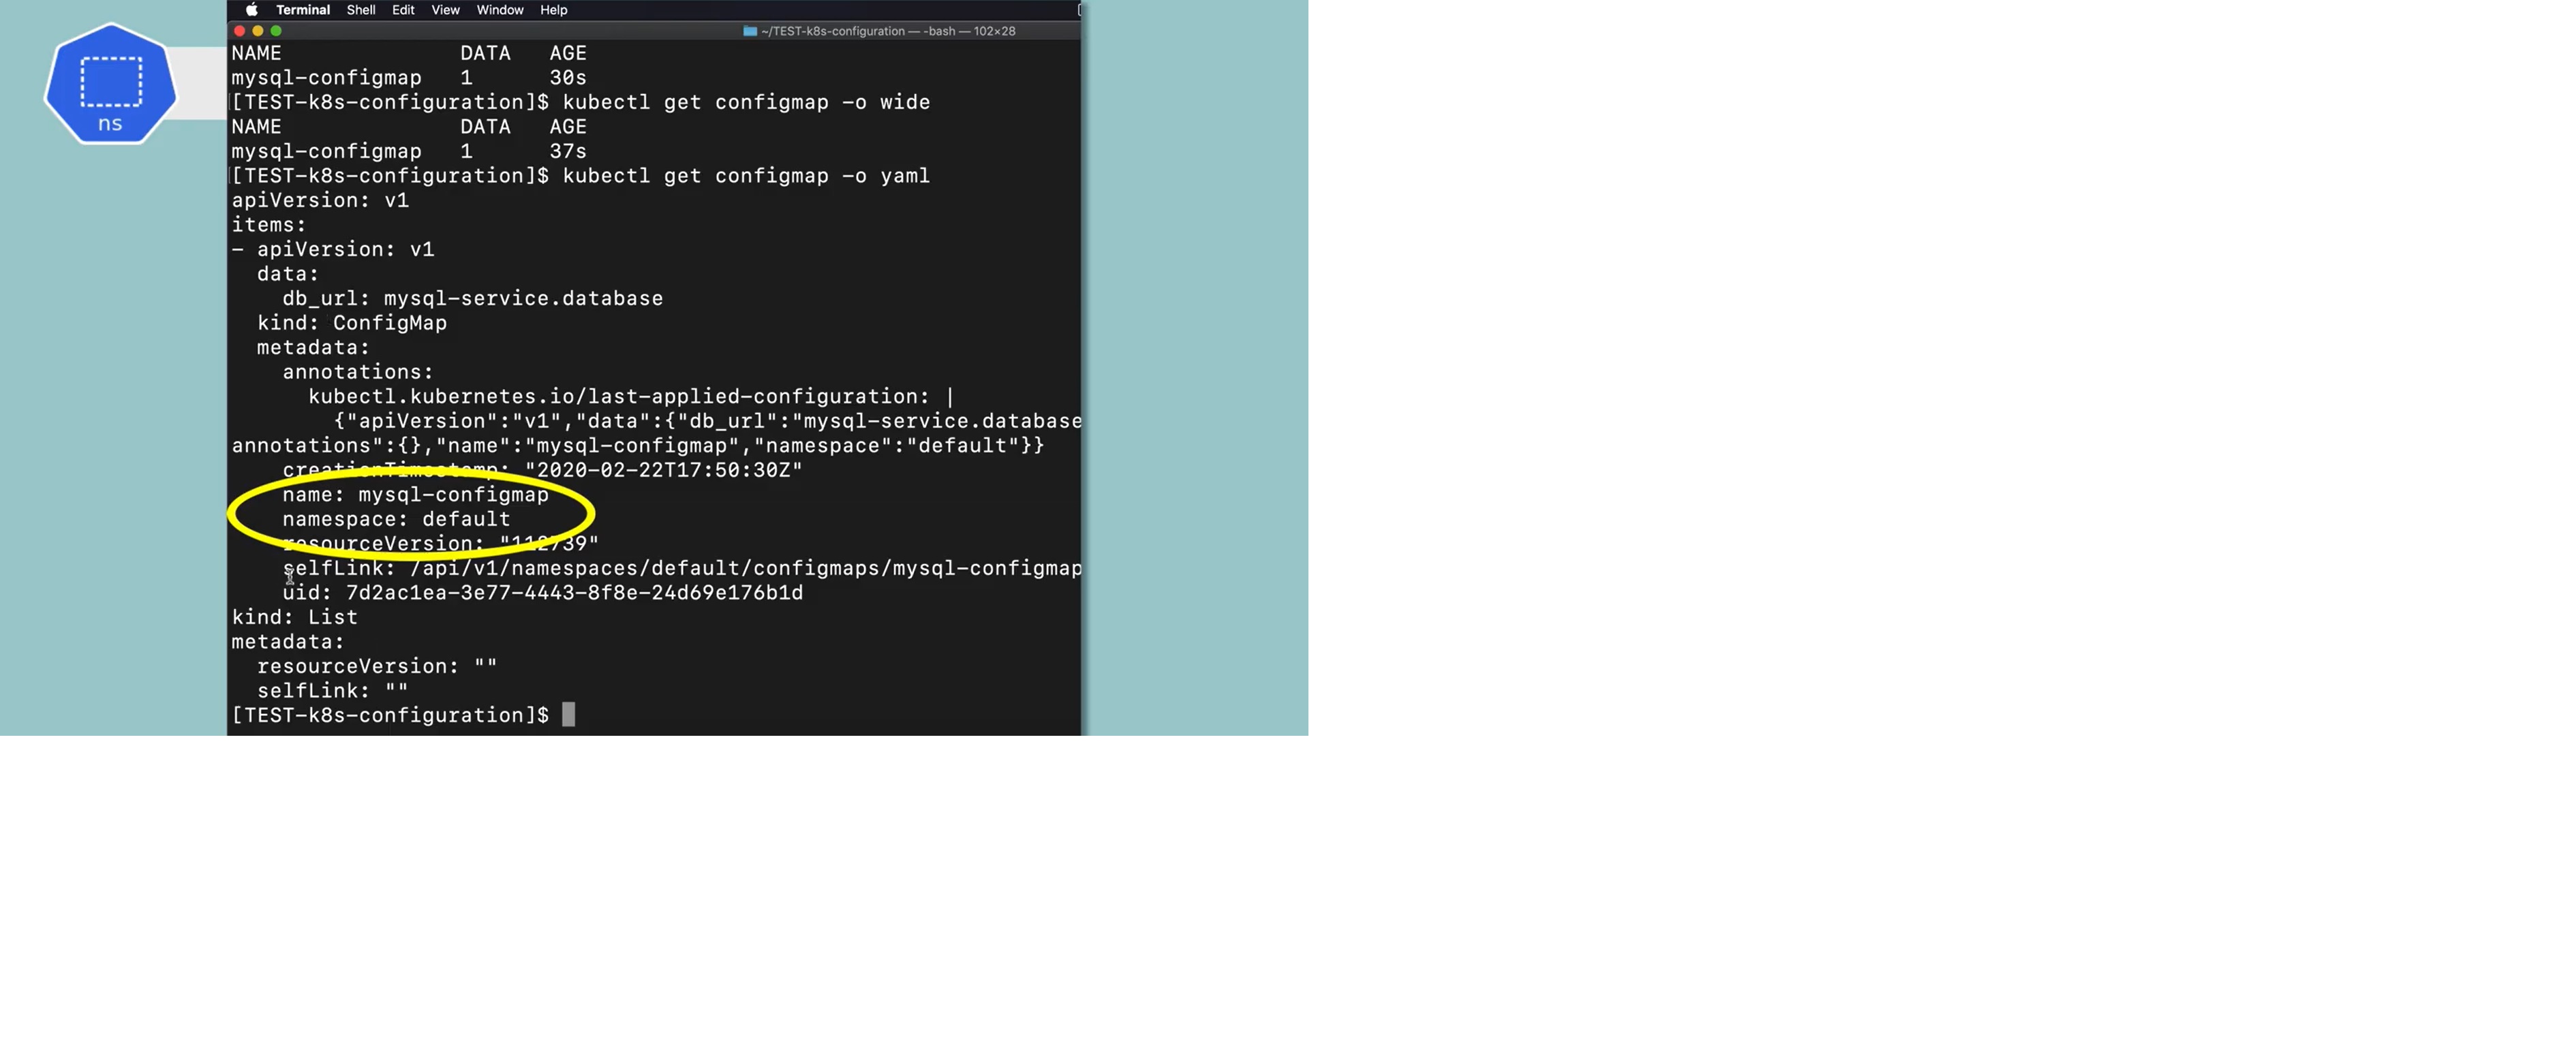 Terminal Shell Edit View Window Help
~/TEST-k8s-configuration — -bash — 102×28
ns
NAME DATA AGE
mysql-configmap 1 30s
[TEST-k8s-configuration]$ kubectl get configmap -o wide
NAME DATA AGE
mysql-configmap 1 37s
[TEST-k8s-configuration]$ kubectl get configmap -o yaml
apiVersion: v1
items:
- apiVersion: v1
  data:
    db_url: mysql-service.database
  kind: ConfigMap
  metadata:
    annotations:
      kubectl.kubernetes.io/last-applied-configuration: |
        {"apiVersion":"v1","data":{"db_url":"mysql-service.database
annotations":{},"name":"mysql-configmap","namespace":"default"}}
    creationTimestamp: "2020-02-22T17:50:30Z"
    name: mysql-configmap
    namespace: default
    resourceVersion: "112739"
    selfLink: /api/v1/namespaces/default/configmaps/mysql-configmap
    uid: 7d2ac1ea-3e77-4443-8f8e-24d69e176b1d
kind: List
metadata:
  resourceVersion: ""
  selfLink: ""
[TEST-k8s-configuration]$